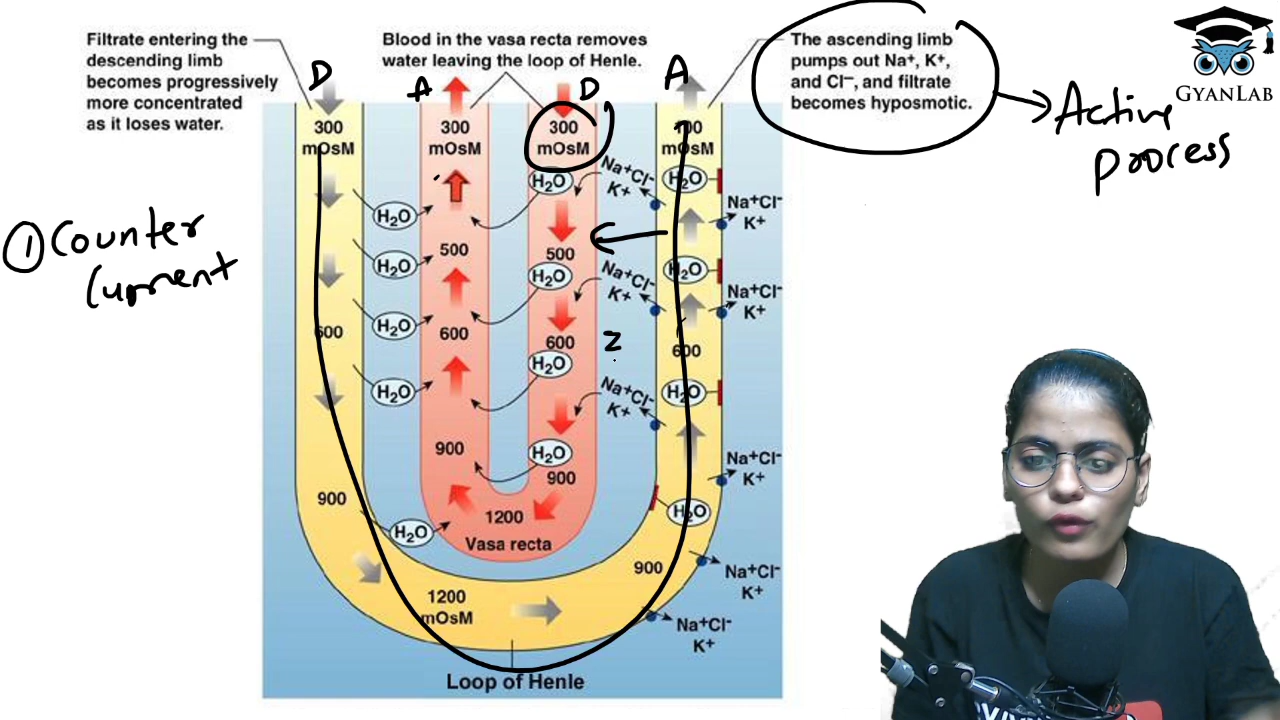 Filtrate entering the
descending limb
becomes progressively
more concentrated
as it loses water.
Blood in the vasa recta removes
water leaving the loop of Henle.
The ascending limb
pumps out Na⁺, K⁺,
and Cl⁻, and filtrate
becomes hyposmotic.
GYANLAB
→ Active
process
① Counter
Current
D
A
D
A
300
mOsM
300
mOsM
300
mOsM
mOsM
H₂O
H₂O
H₂O
H₂O
H₂O
600
900
1200
mOsM
500
600
900
1200
Vasa recta
H₂O
500
H₂O
600
H₂O
H₂O
900
Na⁺Cl⁻
K⁺
Na⁺Cl⁻
K⁺
Na⁺Cl⁻
K⁺
H₂O
H₂O
600
H₂O
H₂O
900
Na⁺Cl⁻
K⁺
Na⁺Cl⁻
K⁺
Na⁺Cl⁻
K⁺
Na⁺Cl⁻
K⁺
Na⁺Cl⁻
K⁺
Loop of Henle